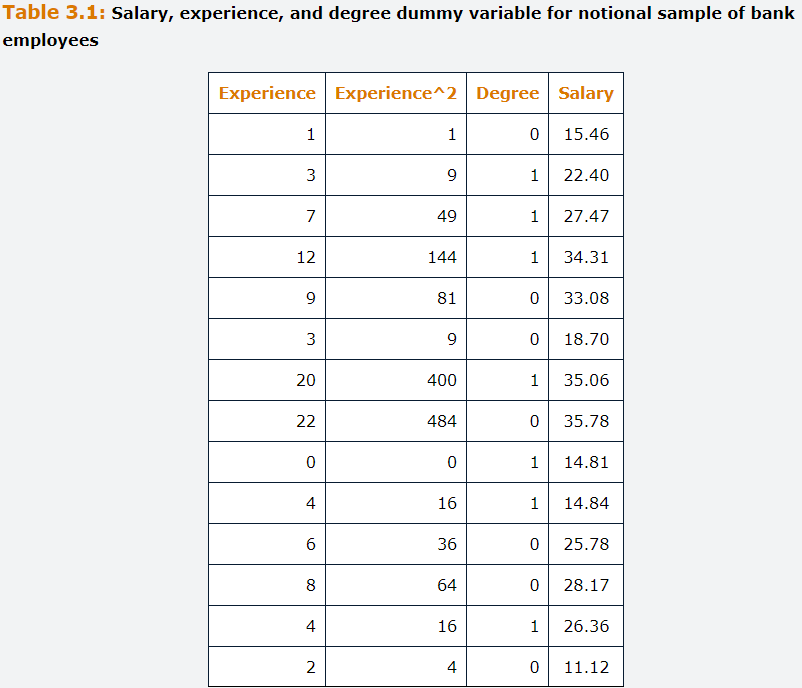 Table 3.1: Salary, experience, and degree dummy variable for notional sample of bank
employees
Experience Experience^2 Degree Salary
1 1 0 15.46
3 9 1 22.40
7 49 1 27.47
12 144 1 34.31
9 81 0 33.08
3 9 0 18.70
20 400 1 35.06
22 484 0 35.78
0 0 1 14.81
4 16 1 14.84
6 36 0 25.78
8 64 0 28.17
4 16 1 26.36
2 4 0 11.12